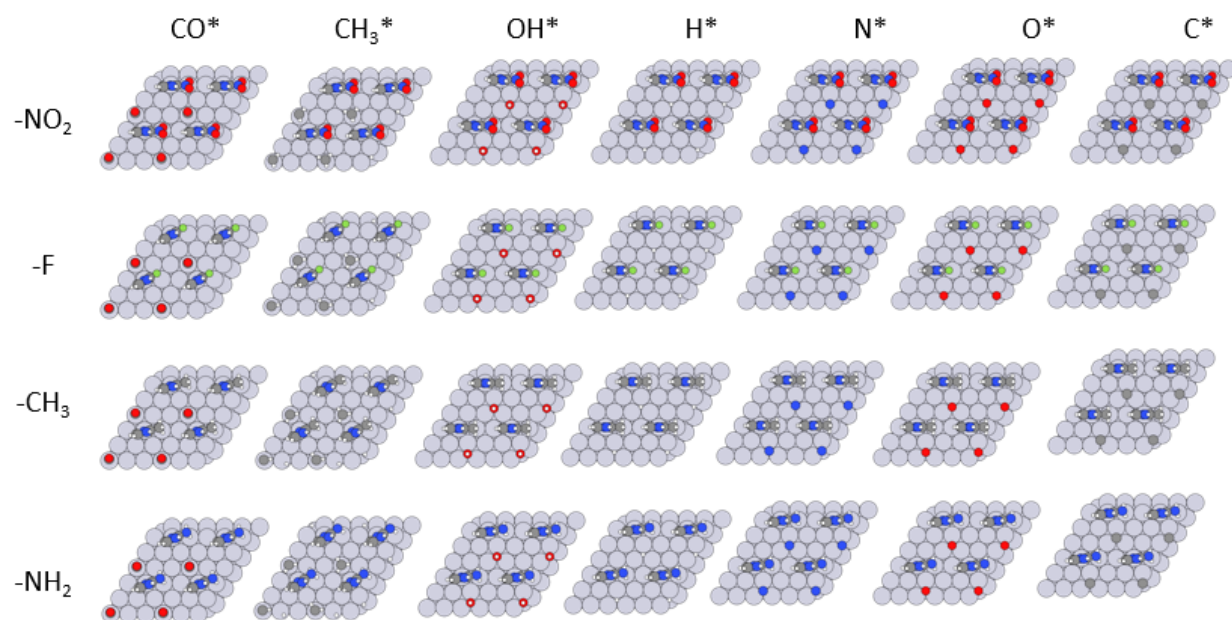 CO* CH₃* OH* H* N* O* C*
-NO₂
-F
-CH₃
-NH₂